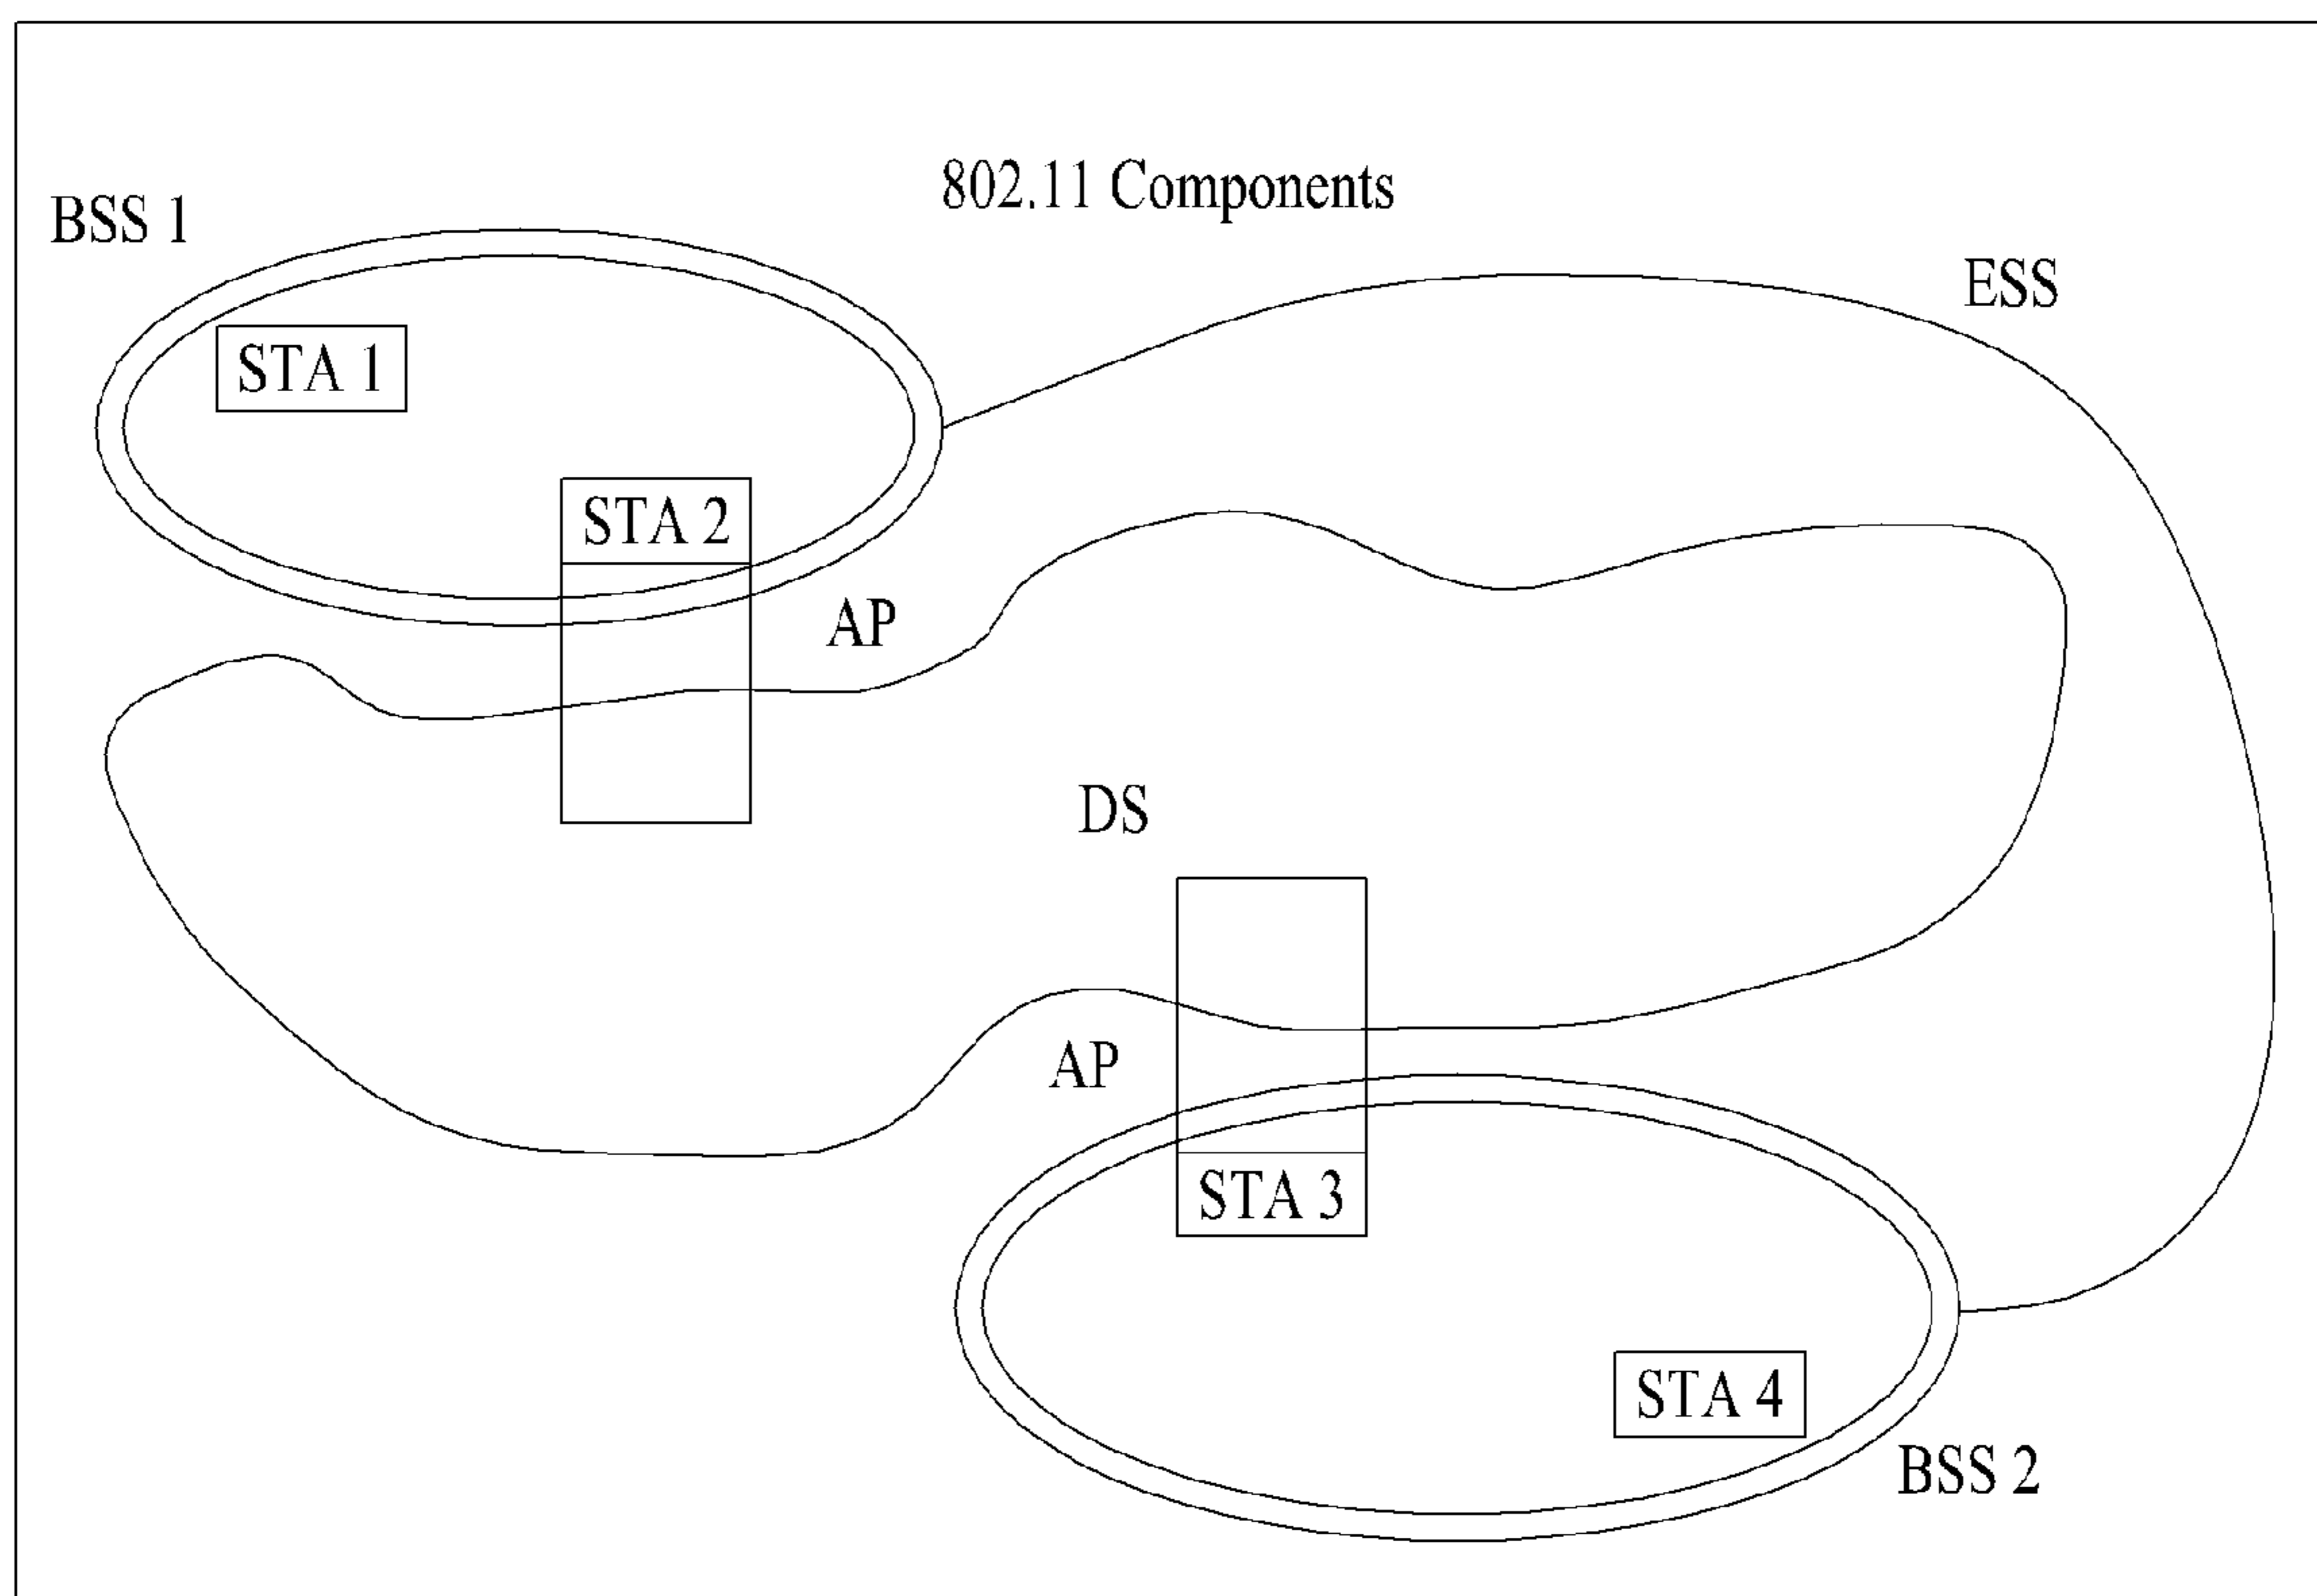 802.11 Components
BSS 1
ESS
STA 1
STA 2
AP
DS
AP
STA 3
STA 4
BSS 2